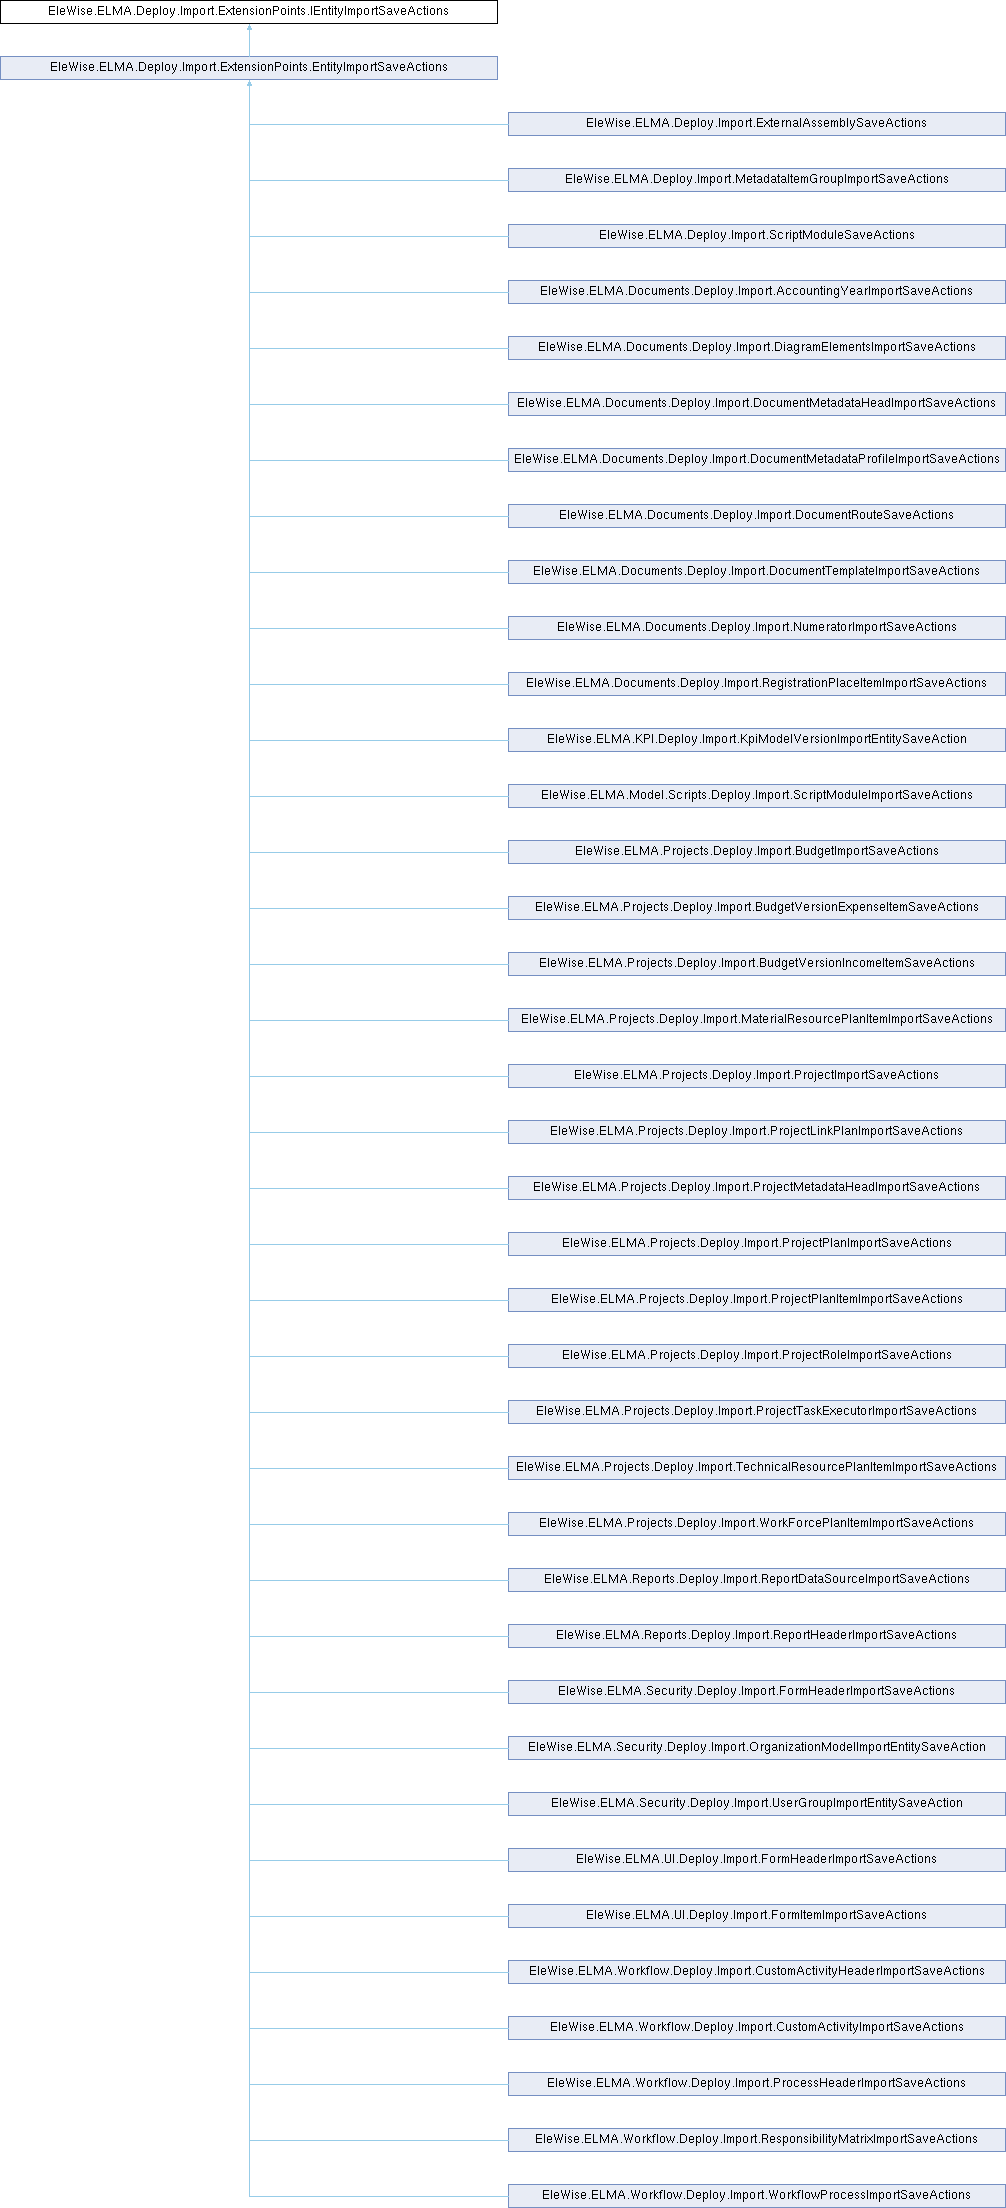 EleWise.ELMA.Deploy.Import.ExtensionPoints.IEntityImportSaveActions
EleWise.ELMA.Deploy.Import.ExtensionPoints.EntityImportSaveActions
EleWise.ELMA.Deploy.Import.ExternalAssemblySaveActions
EleWise.ELMA.Deploy.Import.MetadataItemGroupImportSaveActions
EleWise.ELMA.Deploy.Import.ScriptModuleSaveActions
EleWise.ELMA.Documents.Deploy.Import.AccountingYearImportSaveActions
EleWise.ELMA.Documents.Deploy.Import.DiagramElementsImportSaveActions
EleWise.ELMA.Documents.Deploy.Import.DocumentMetadataHeadImportSaveActions
EleWise.ELMA.Documents.Deploy.Import.DocumentMetadataProfileImportSaveActions
EleWise.ELMA.Documents.Deploy.Import.DocumentRouteSaveActions
EleWise.ELMA.Documents.Deploy.Import.DocumentTemplateImportSaveActions
EleWise.ELMA.Documents.Deploy.Import.NumeratorImportSaveActions
EleWise.ELMA.Documents.Deploy.Import.RegistrationPlaceItemImportSaveActions
EleWise.ELMA.KPI.Deploy.Import.KpiModelVersionImportEntitySaveAction
EleWise.ELMA.Model.Scripts.Deploy.Import.ScriptModuleImportSaveActions
EleWise.ELMA.Projects.Deploy.Import.BudgetImportSaveActions
EleWise.ELMA.Projects.Deploy.Import.BudgetVersionExpenseItemSaveActions
EleWise.ELMA.Projects.Deploy.Import.BudgetVersionIncomeItemSaveActions
EleWise.ELMA.Projects.Deploy.Import.MaterialResourcePlanItemImportSaveActions
EleWise.ELMA.Projects.Deploy.Import.ProjectImportSaveActions
EleWise.ELMA.Projects.Deploy.Import.ProjectLinkPlanImportSaveActions
EleWise.ELMA.Projects.Deploy.Import.ProjectMetadataHeadImportSaveActions
EleWise.ELMA.Projects.Deploy.Import.ProjectPlanImportSaveActions
EleWise.ELMA.Projects.Deploy.Import.ProjectPlanItemImportSaveActions
EleWise.ELMA.Projects.Deploy.Import.ProjectRoleImportSaveActions
EleWise.ELMA.Projects.Deploy.Import.ProjectTaskExecutorImportSaveActions
EleWise.ELMA.Projects.Deploy.Import.TechnicalResourcePlanItemImportSaveActions
EleWise.ELMA.Projects.Deploy.Import.WorkForcePlanItemImportSaveActions
EleWise.ELMA.Reports.Deploy.Import.ReportDataSourceImportSaveActions
EleWise.ELMA.Reports.Deploy.Import.ReportHeaderImportSaveActions
EleWise.ELMA.Security.Deploy.Import.FormHeaderImportSaveActions
EleWise.ELMA.Security.Deploy.Import.OrganizationModelImportEntitySaveAction
EleWise.ELMA.Security.Deploy.Import.UserGroupImportEntitySaveAction
EleWise.ELMA.UI.Deploy.Import.FormHeaderImportSaveActions
EleWise.ELMA.UI.Deploy.Import.FormItemImportSaveActions
EleWise.ELMA.Workflow.Deploy.Import.CustomActivityHeaderImportSaveActions
EleWise.ELMA.Workflow.Deploy.Import.CustomActivityImportSaveActions
EleWise.ELMA.Workflow.Deploy.Import.ProcessHeaderImportSaveActions
EleWise.ELMA.Workflow.Deploy.Import.ResponsibilityMatrixImportSaveActions
EleWise.ELMA.Workflow.Deploy.Import.WorkflowProcessImportSaveActions